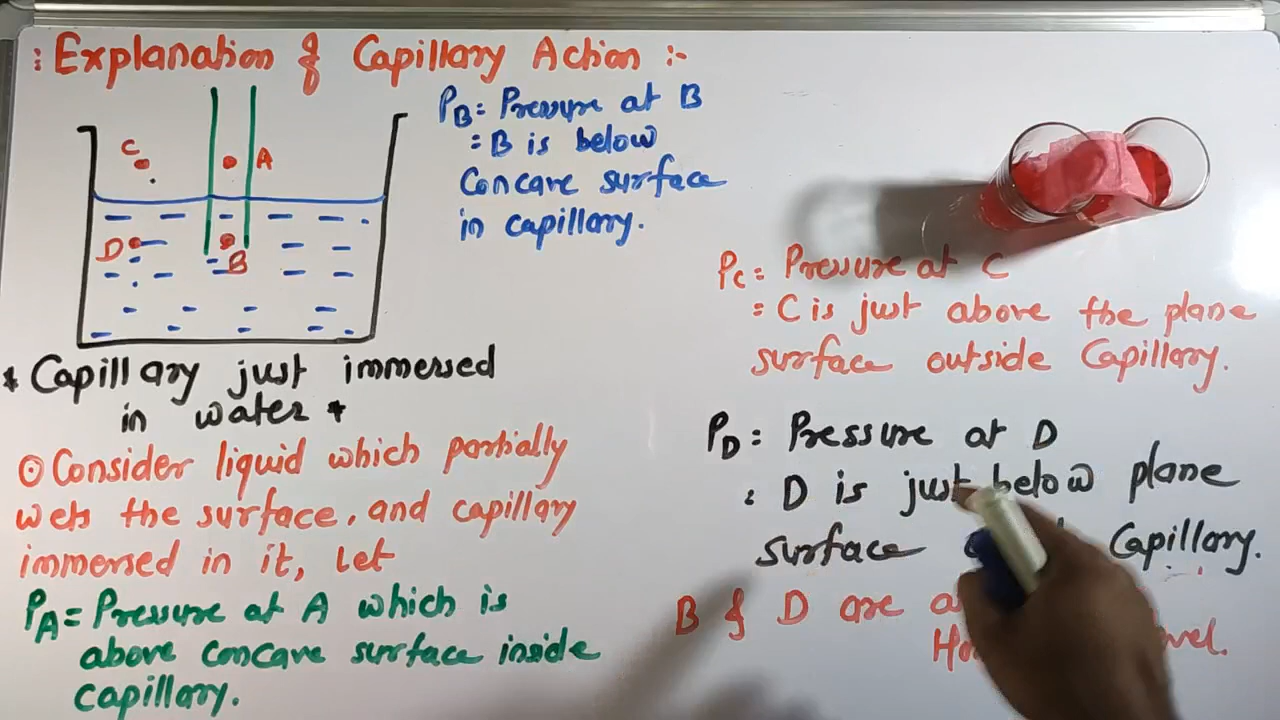 : Explanation of Capillary Action :-
C
A
D
B
* Capillary just immersed
in water *
⊙ Consider liquid which partially
wets the surface, and capillary
immersed in it, let
PA = Pressure at A which is
above concave surface inside
capillary.
PB = Pressure at B
= B is below
Concave surface
in capillary.
PC = Pressure at C
= C is just above the plane
surface outside Capillary.
PD = Pressure at D
: D is just below plane
surface Capillary.
B & D are